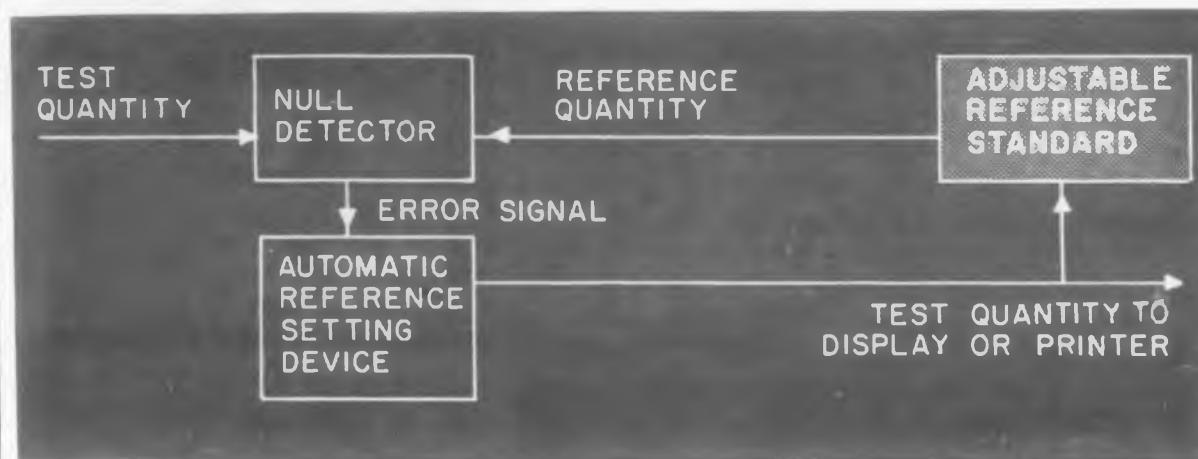 TEST
QUANTITY
NULL
DETECTOR
REFERENCE
QUANTITY
ADJUSTABLE
REFERENCE
STANDARD
ERROR SIGNAL
AUTOMATIC
REFERENCE
SETTING
DEVICE
TEST QUANTITY TO
DISPLAY OR PRINTER